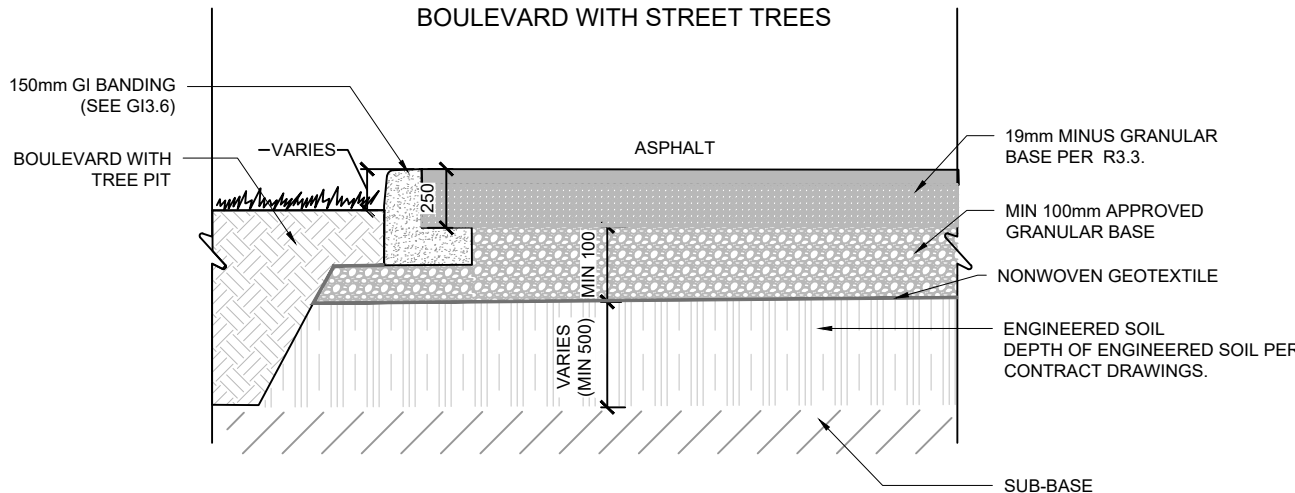 BOULEVARD WITH STREET TREES
150mm GI BANDING
(SEE GI3.6)
BOULEVARD WITH
TREE PIT
VARIES
ASPHALT
250
MIN 100
VARIES
(MIN 500)
19mm MINUS GRANULAR
BASE PER R3.3.
MIN 100mm APPROVED
GRANULAR BASE
NONWOVEN GEOTEXTILE
ENGINEERED SOIL
DEPTH OF ENGINEERED SOIL PER
CONTRACT DRAWINGS.
SUB-BASE